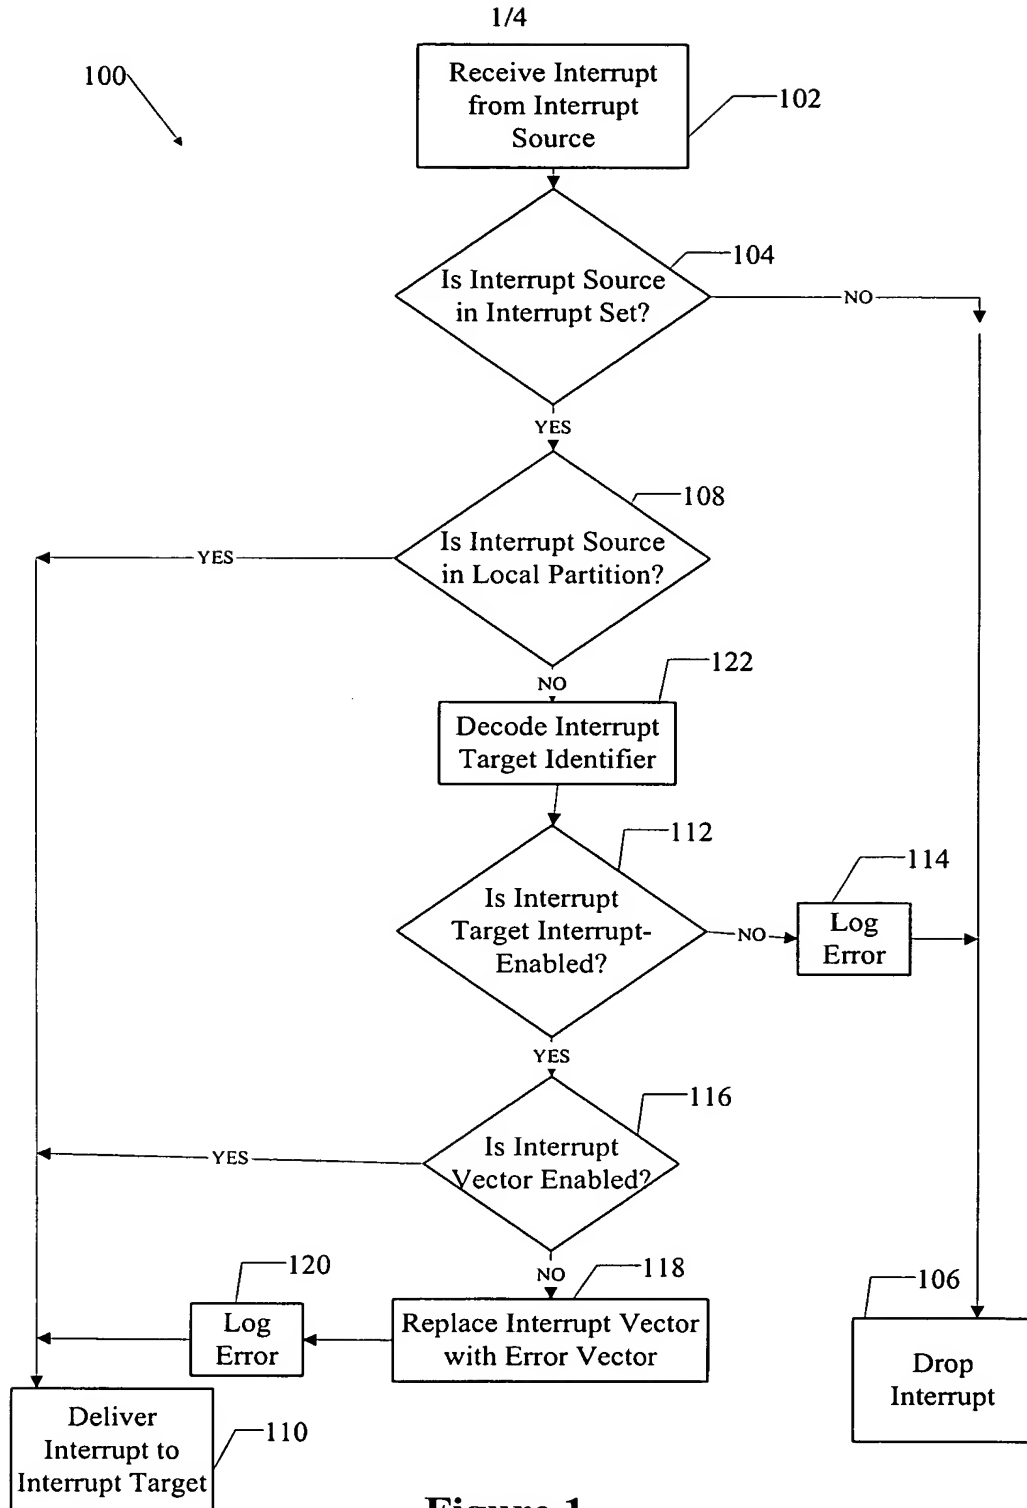 1/4
100
Receive Interrupt
from Interrupt
Source
102
104
Is Interrupt Source
in Interrupt Set?
NO
YES
108
Is Interrupt Source
in Local Partition?
YES
NO
122
Decode Interrupt
Target Identifier
112
114
Is Interrupt
Target Interrupt-
Enabled?
NO
Log
Error
YES
116
Is Interrupt
Vector Enabled?
YES
NO
120
118
106
Log
Error
Replace Interrupt Vector
with Error Vector
Drop
Interrupt
Deliver
Interrupt to
Interrupt Target
110
Figure 1